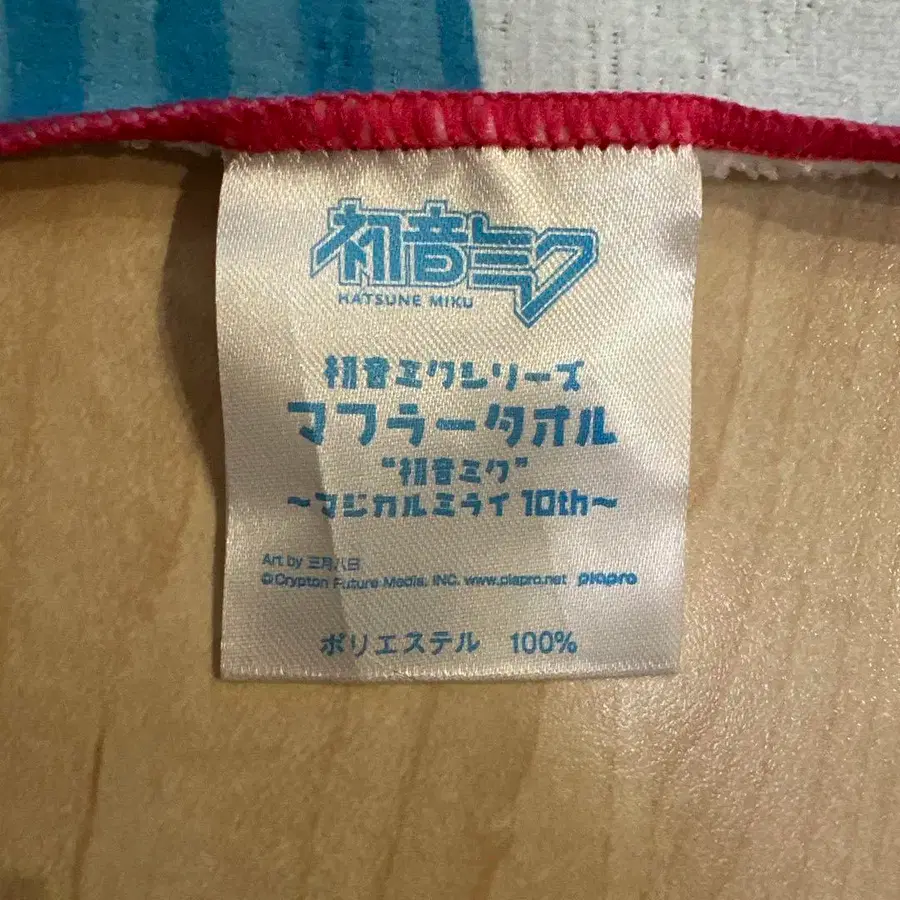 初音ミク
HATSUNE MIKU
初音ミクシリーズ
マフラータオル
"初音ミク"
～マジカルミライ 10th～
Art by 三月八日
©Crypton Future Media, INC. www.piapro.net piapro
ポリエステル 100%